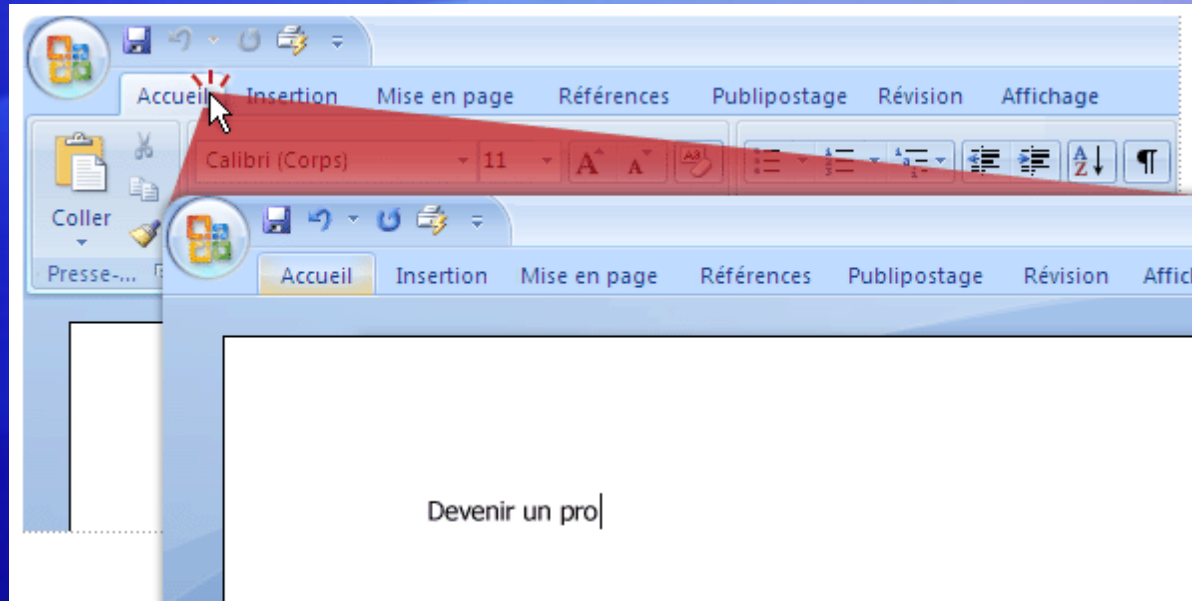 Accueil Insertion Mise en page Références Publipostage Révision Affichage
Calibri (Corps) 11
Coller
Presse-...
Accueil Insertion Mise en page Références Publipostage Révision Affic
Devenir un pro